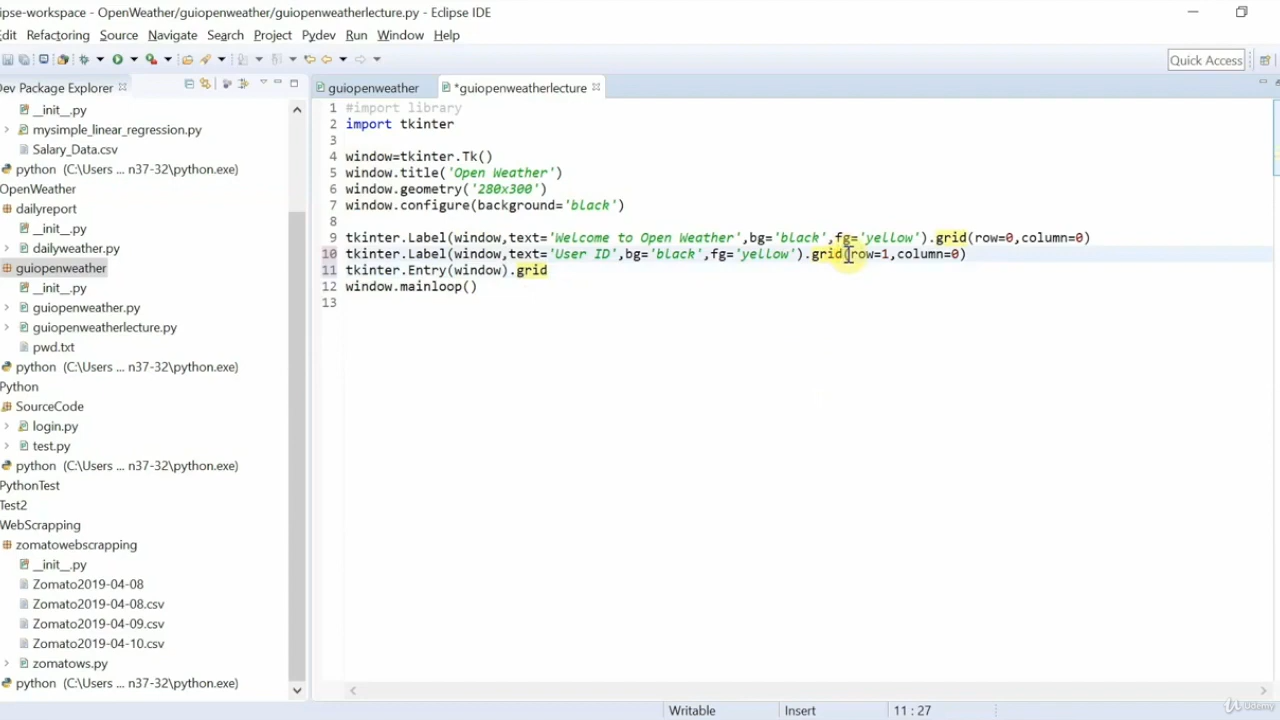 ipse-workspace - OpenWeather/guiopenweather/guiopenweatherlecture.py - Eclipse IDE
dit Refactoring Source Navigate Search Project Pydev Run Window Help
Quick Access
Dev Package Explorer
guiopenweather
*guiopenweatherlecture
__init__.py
mysimple_linear_regression.py
Salary_Data.csv
python (C:\Users ... n37-32\python.exe)
OpenWeather
dailyreport
__init__.py
dailyweather.py
guiopenweather
__init__.py
guiopenweather.py
guiopenweatherlecture.py
pwd.txt
python (C:\Users ... n37-32\python.exe)
Python
SourceCode
login.py
test.py
python (C:\Users ... n37-32\python.exe)
PythonTest
Test2
WebScrapping
zomatowebscrapping
__init__.py
Zomato2019-04-08
Zomato2019-04-08.csv
Zomato2019-04-09.csv
Zomato2019-04-10.csv
zomatows.py
python (C:\Users ... n37-32\python.exe)
1 #import library
2 import tkinter
3
4 window=tkinter.Tk()
5 window.title('Open Weather')
6 window.geometry('280x300')
7 window.configure(background='black')
8
9 tkinter.Label(window,text='Welcome to Open Weather',bg='black',fg='yellow').grid(row=0,column=0)
10 tkinter.Label(window,text='User ID',bg='black',fg='yellow').grid(row=1,column=0)
11 tkinter.Entry(window).grid
12 window.mainloop()
13
Writable Insert 11 : 27
Udemy